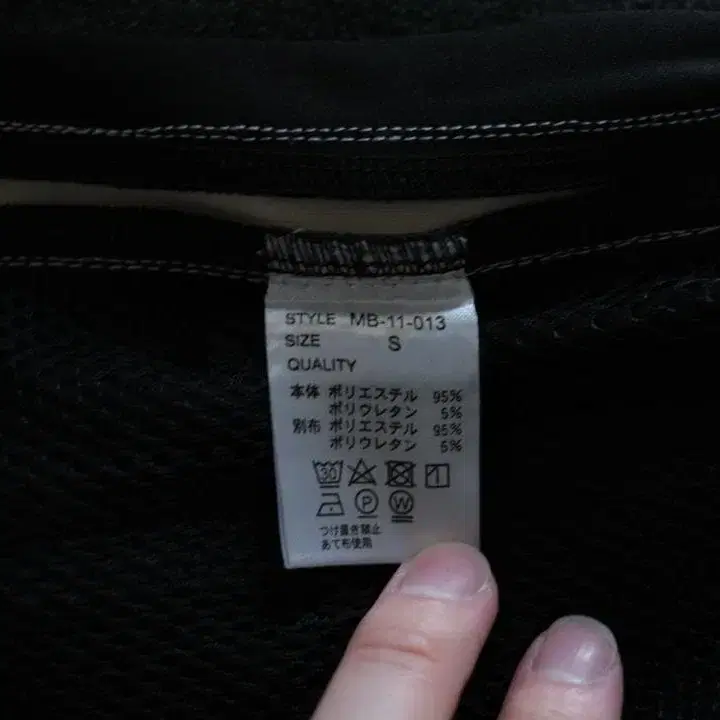 STYLE MB-11-013
SIZE S
QUALITY
本体 ポリエステル 95%
ポリウレタン 5%
別布 ポリエステル 95%
ポリウレタン 5%
30
P W
つけ置き禁止
あて布使用